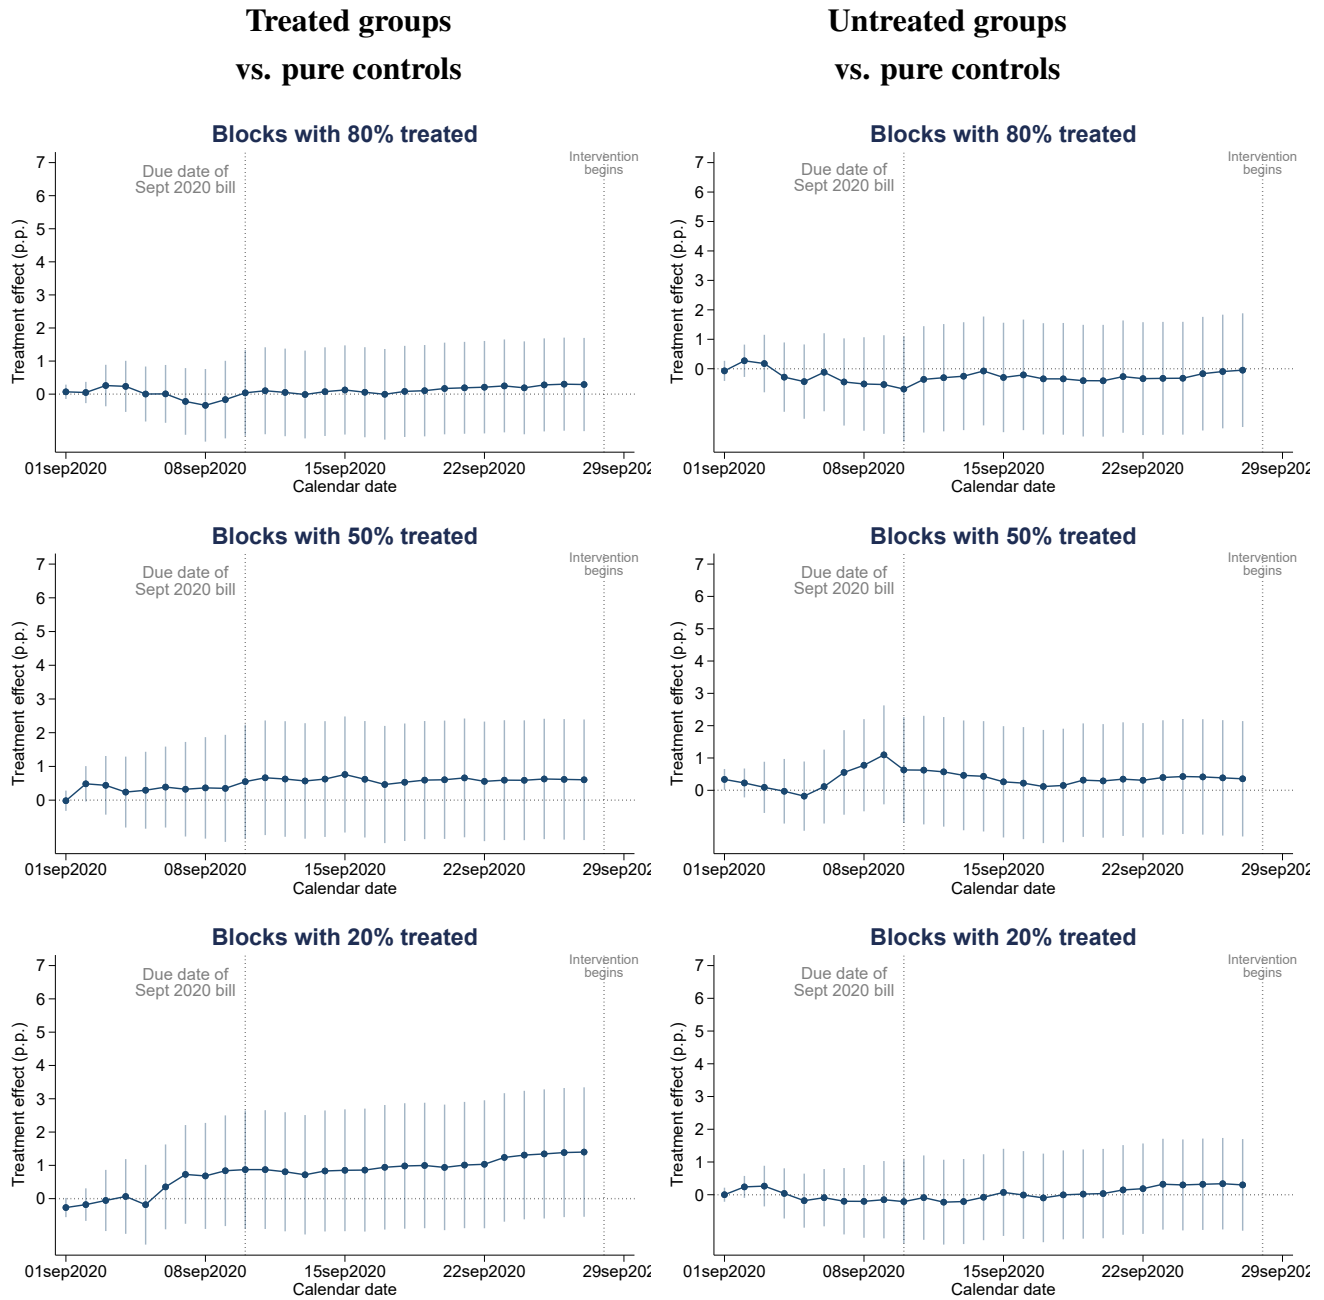 Treated groups
vs. pure controls
Untreated groups
vs. pure controls
Blocks with 80% treated
Due date of
Sept 2020 bill
Intervention
begins
Treatment effect (p.p.)
7
6
5
4
3
2
1
0
01sep2020 08sep2020 15sep2020 22sep2020 29sep202
Calendar date
Blocks with 80% treated
Due date of
Sept 2020 bill
Intervention
begins
Treatment effect (p.p.)
7
6
5
4
3
2
1
0
01sep2020 08sep2020 15sep2020 22sep2020 29sep202
Calendar date
Blocks with 50% treated
Due date of
Sept 2020 bill
Intervention
begins
Treatment effect (p.p.)
7
6
5
4
3
2
1
0
01sep2020 08sep2020 15sep2020 22sep2020 29sep202
Calendar date
Blocks with 50% treated
Due date of
Sept 2020 bill
Intervention
begins
Treatment effect (p.p.)
7
6
5
4
3
2
1
0
01sep2020 08sep2020 15sep2020 22sep2020 29sep202
Calendar date
Blocks with 20% treated
Due date of
Sept 2020 bill
Intervention
begins
Treatment effect (p.p.)
7
6
5
4
3
2
1
0
01sep2020 08sep2020 15sep2020 22sep2020 29sep202
Calendar date
Blocks with 20% treated
Due date of
Sept 2020 bill
Intervention
begins
Treatment effect (p.p.)
7
6
5
4
3
2
1
0
01sep2020 08sep2020 15sep2020 22sep2020 29sep202
Calendar date